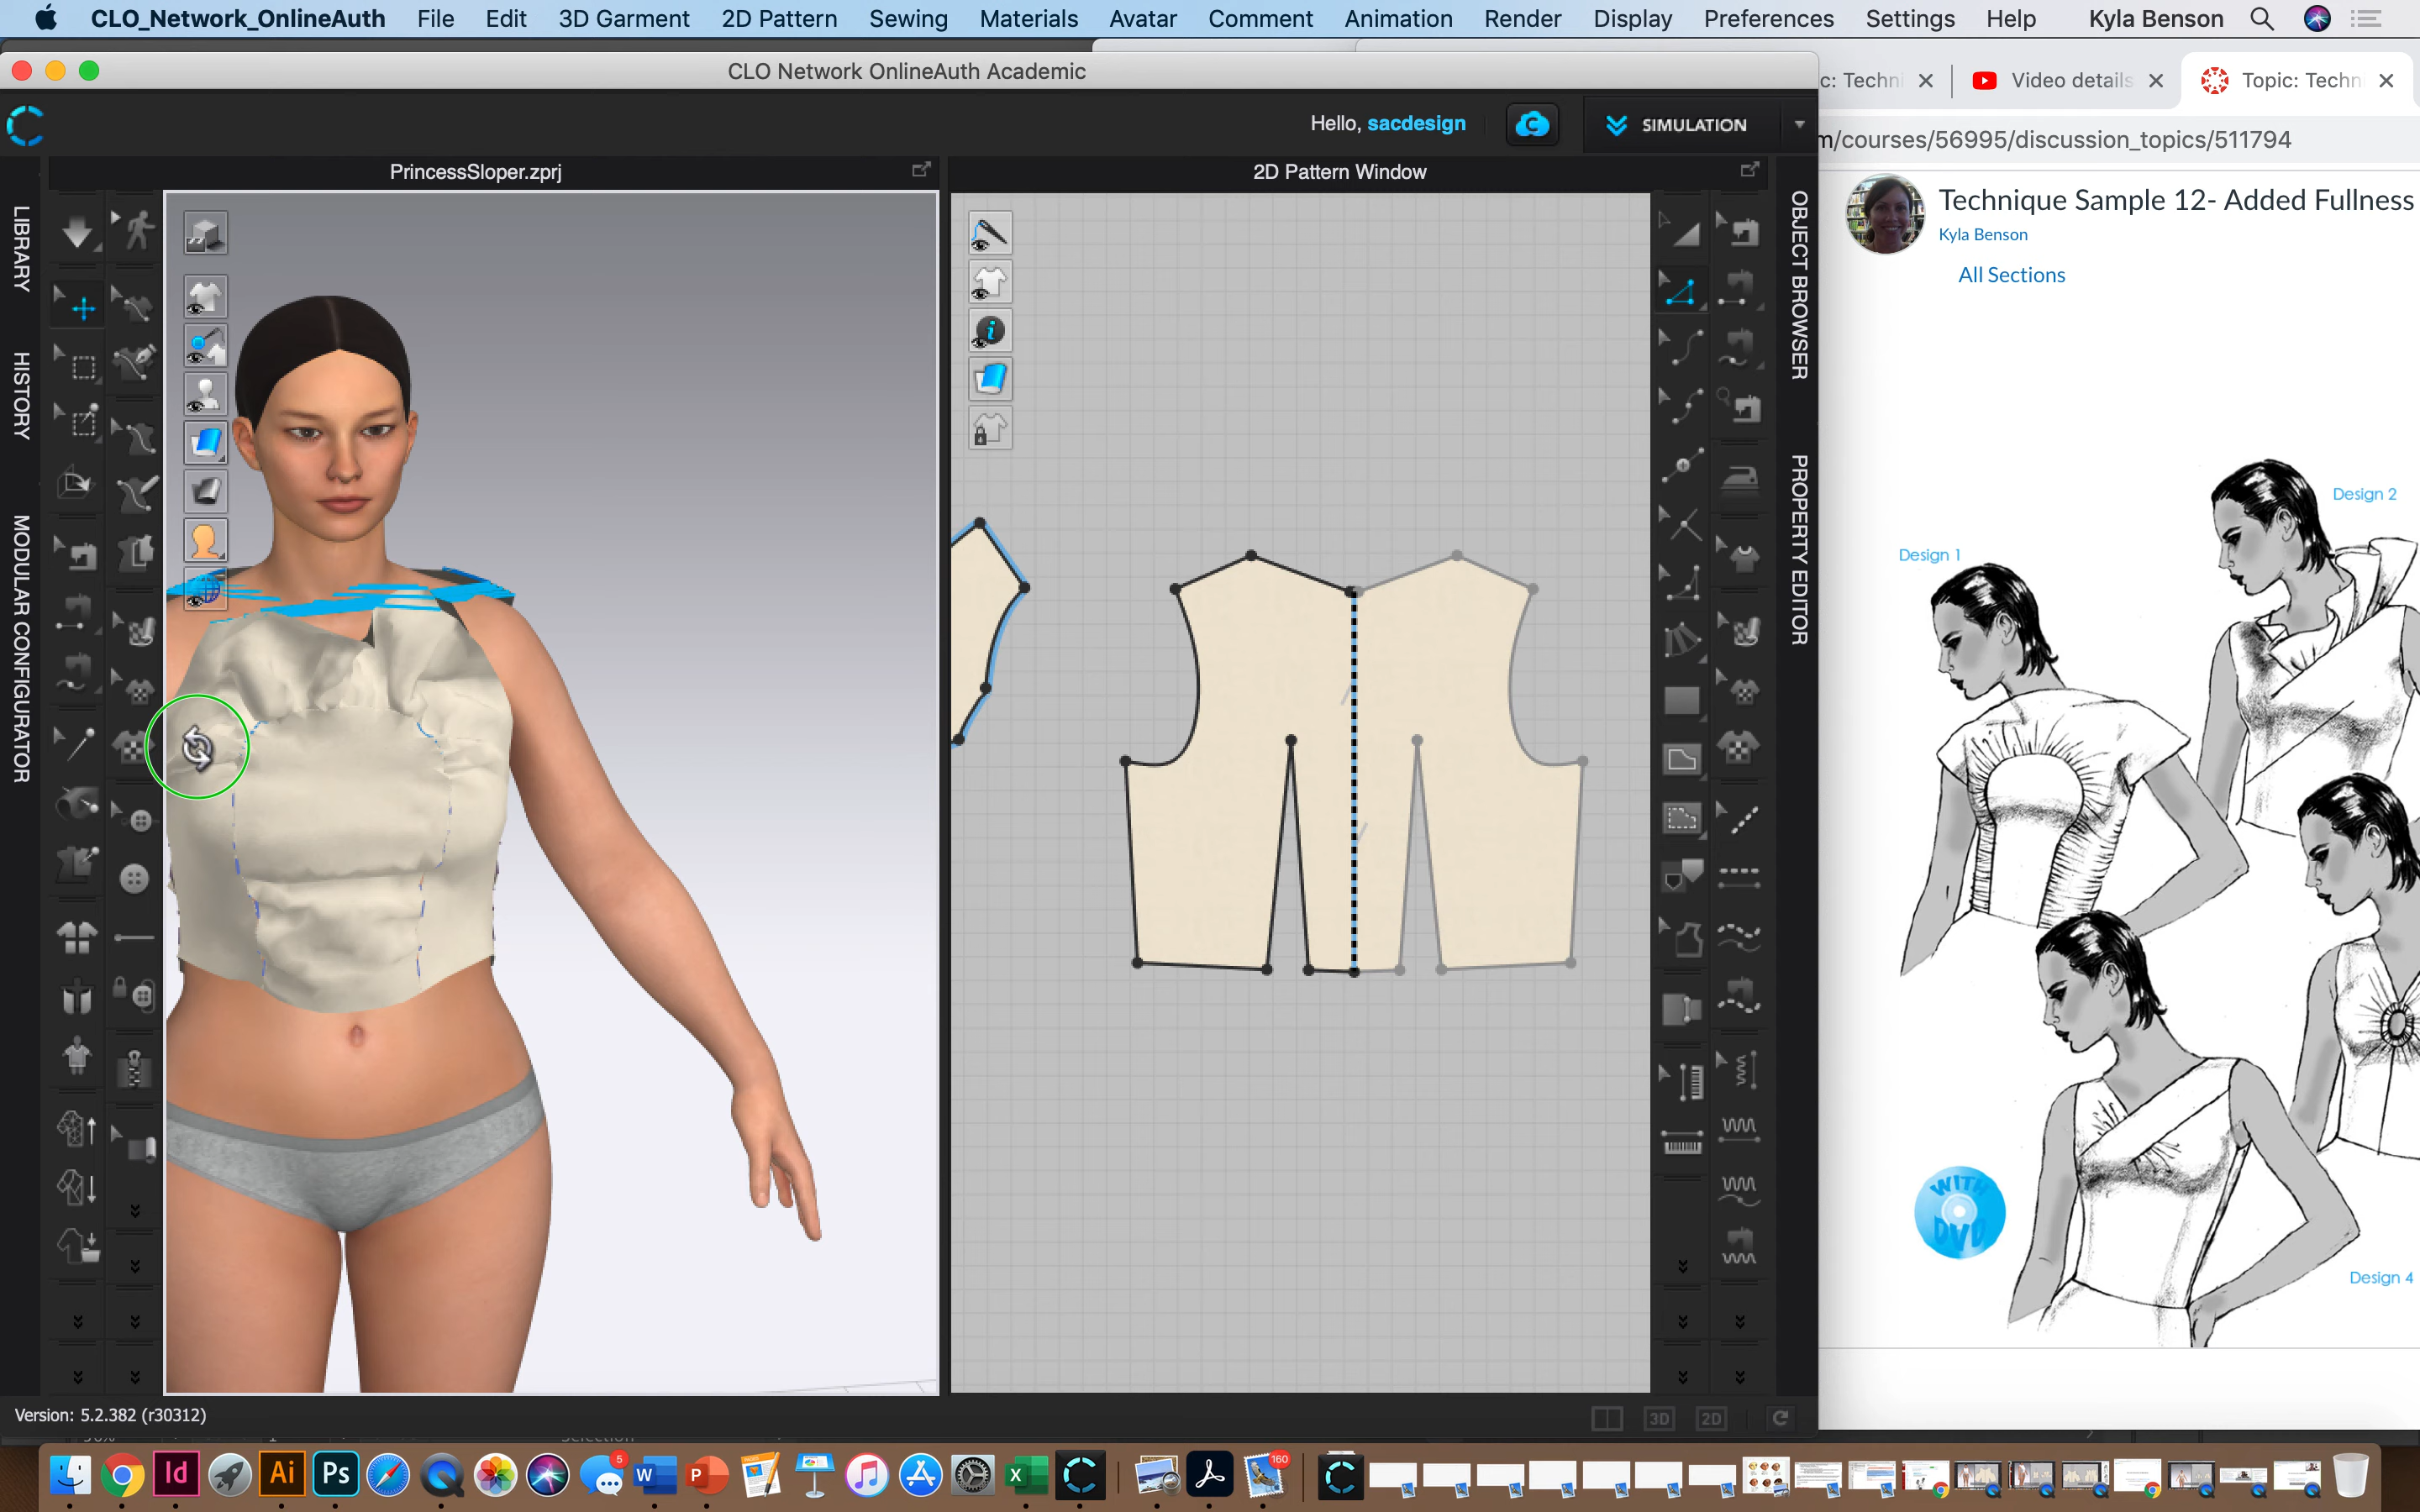 CLO_Network_OnlineAuth File Edit 3D Garment 2D Pattern Sewing Materials Avatar Comment Animation Render Display Preferences Settings Help Kyla Benson
CLO Network OnlineAuth Academic
c: Techni
Video details
Topic: Techn
Hello, sacdesign
SIMULATION
m/courses/56995/discussion_topics/511794
PrincessSloper.zprj
2D Pattern Window
LIBRARY
HISTORY
MODULAR CONFIGURATOR
OBJECT BROWSER
PROPERTY EDITOR
Technique Sample 12- Added Fullness
Kyla Benson
All Sections
Design 2
Design 1
WITH
DVD
Design 4
Version: 5.2.382 (r30312)
3D
2D
Id
Ai
Ps
5
W
P
X
160